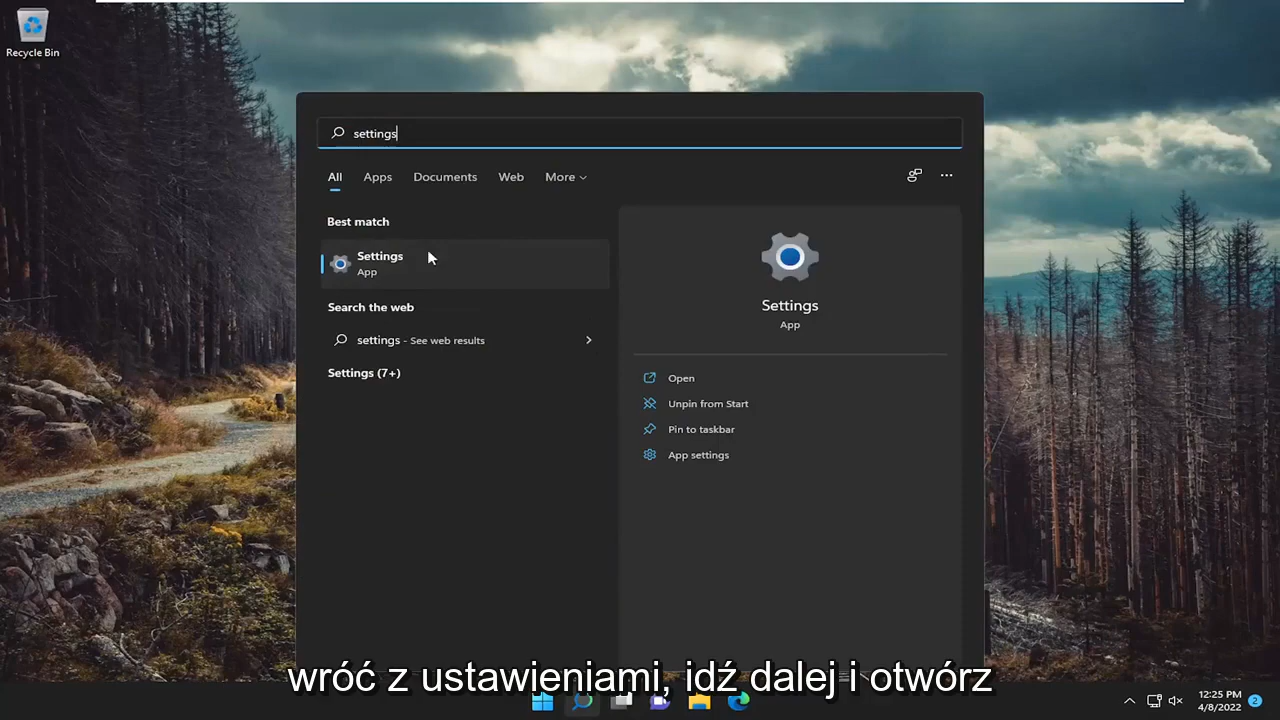 Recycle Bin
settings
All Apps Documents Web More
Best match
Settings
App
Search the web
settings - See web results
Settings (7+)
Settings
App
Open
Unpin from Start
Pin to taskbar
App settings
wróć z ustawieniami, idź dalej i otwórz
12:25 PM
4/8/2022
2